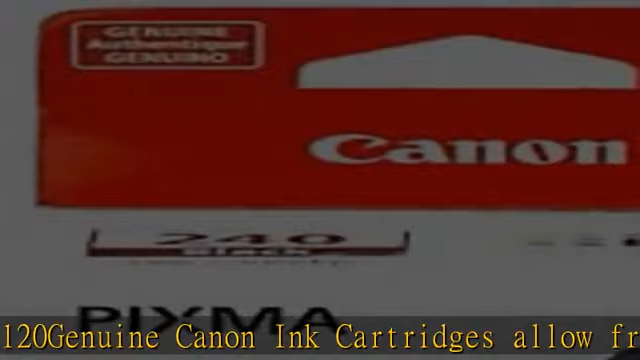 GENUINE
Authentique
GENUINO
Canon
240
Black
PIXMA
120Genuine Canon Ink Cartridges allow fr